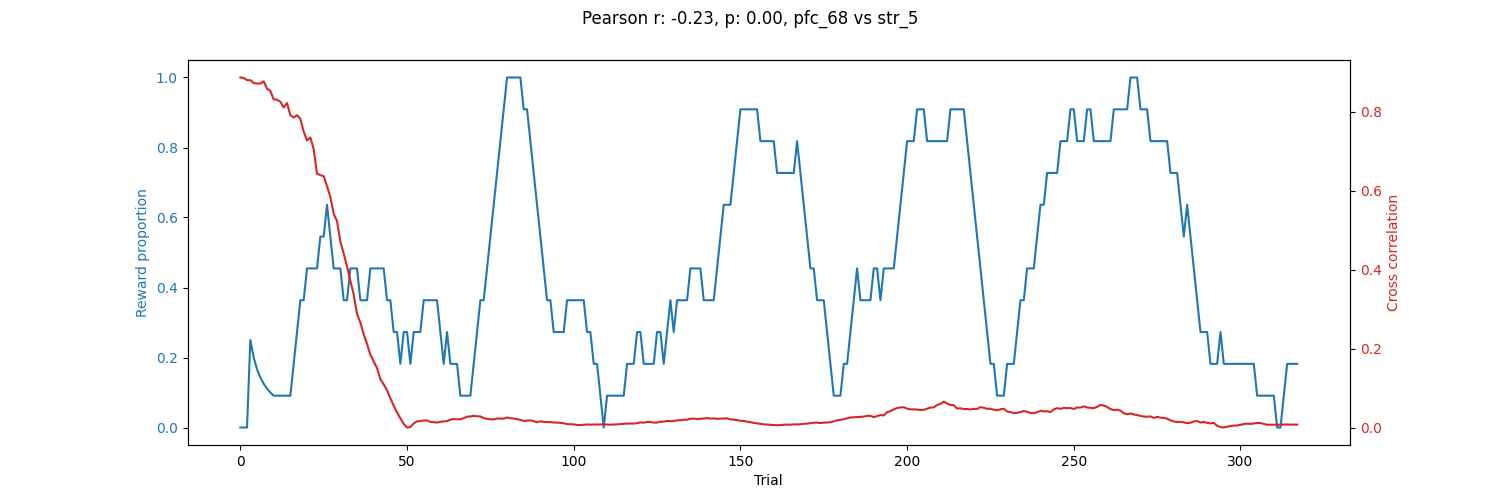 Pearson r: -0.23, p: 0.00, pfc_68 vs str_5
1.0
0.8
0.6
0.4
0.2
0.0
Reward proportion
0.8
0.6
0.4
0.2
0.0
Cross correlation
0 50 100 150 200 250 300
Trial